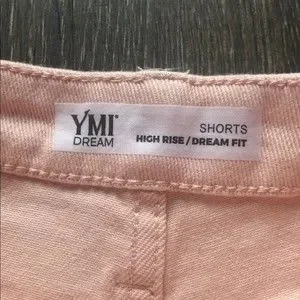 YMI®
DREAM
SHORTS
HIGH RISE / DREAM FIT